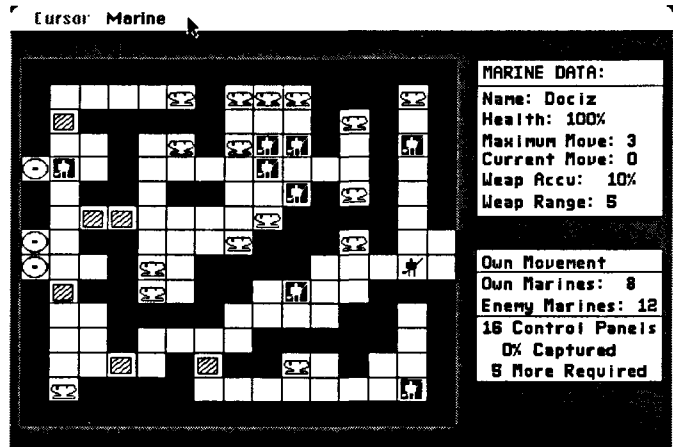 Cursor Marine
MARINE DATA:
Name: Dociz
Health: 100%
Maximum Move: 3
Current Move: 0
Weap Accu: 10%
Weap Range: 5
Own Movement
Own Marines: 8
Enemy Marines: 12
16 Control Panels
0% Captured
5 More Required